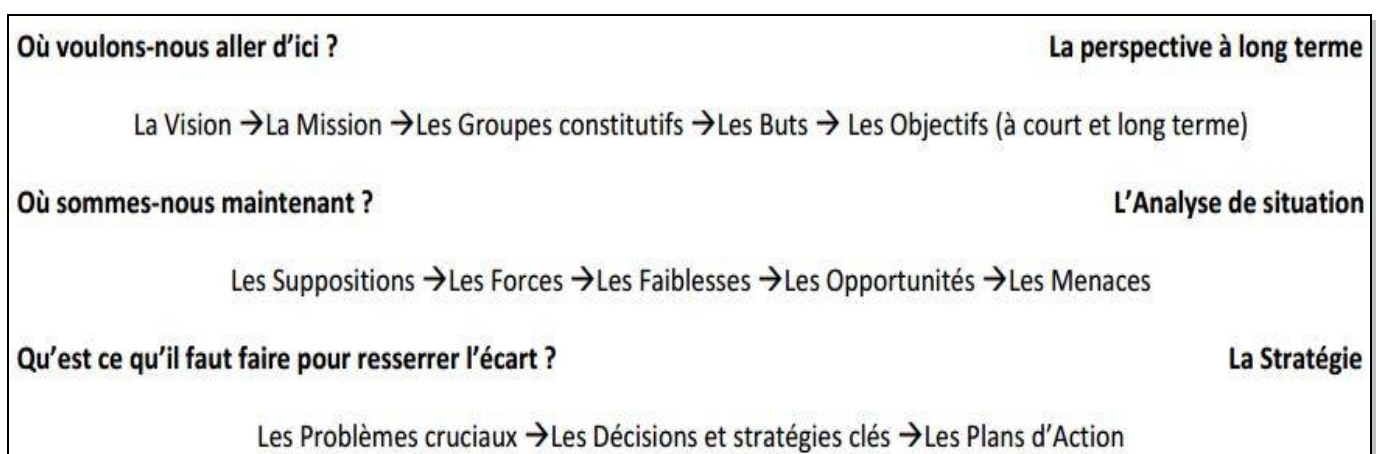 Où voulons-nous aller d’ici ? La perspective à long terme
La Vision →La Mission →Les Groupes constitutifs →Les Buts → Les Objectifs (à court et long terme)
Où sommes-nous maintenant ? L’Analyse de situation
Les Suppositions →Les Forces →Les Faiblesses →Les Opportunités →Les Menaces
Qu’est ce qu’il faut faire pour resserrer l’écart ? La Stratégie
Les Problèmes cruciaux →Les Décisions et stratégies clés →Les Plans d’Action